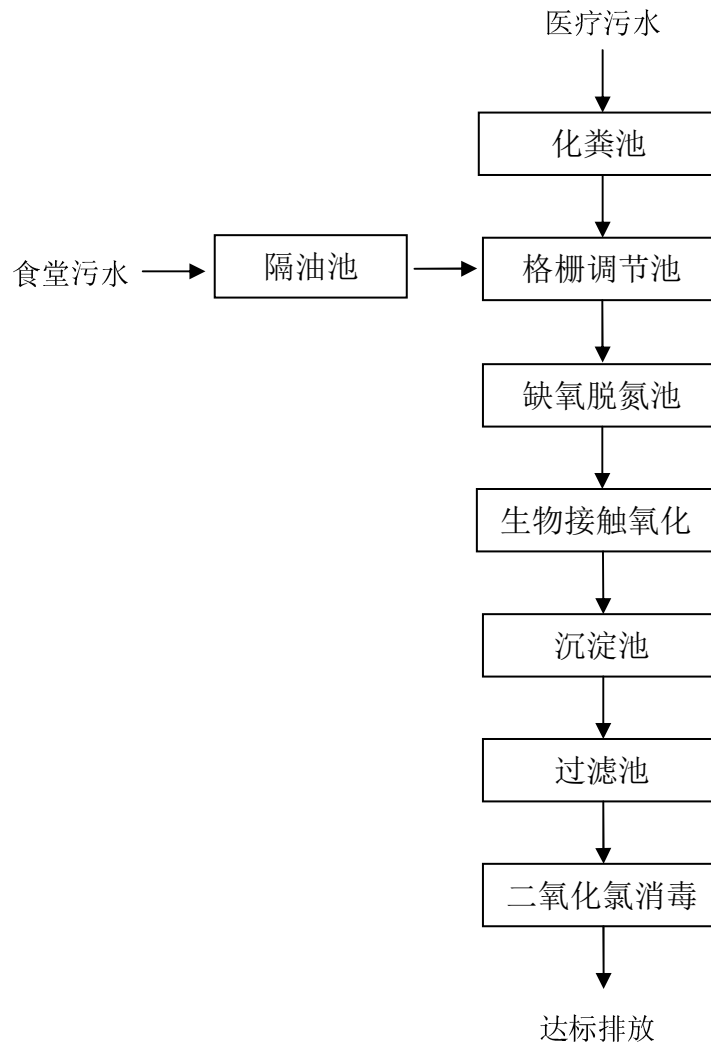 医疗污水
化粪池
食堂污水
隔油池
格栅调节池
缺氧脱氮池
生物接触氧化
沉淀池
过滤池
二氧化氯消毒
达标排放